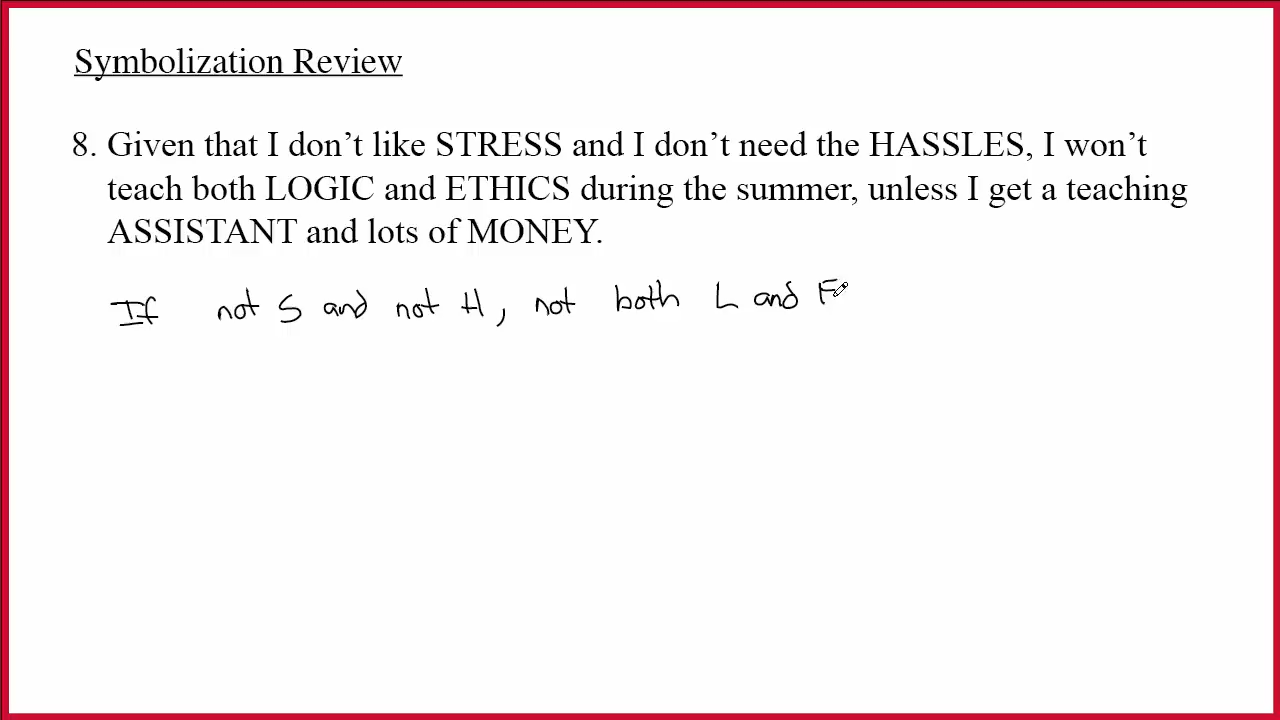 Symbolization Review
8. Given that I don’t like STRESS and I don’t need the HASSLES, I won’t
teach both LOGIC and ETHICS during the summer, unless I get a teaching
ASSISTANT and lots of MONEY.
If not S and not H, not both L and